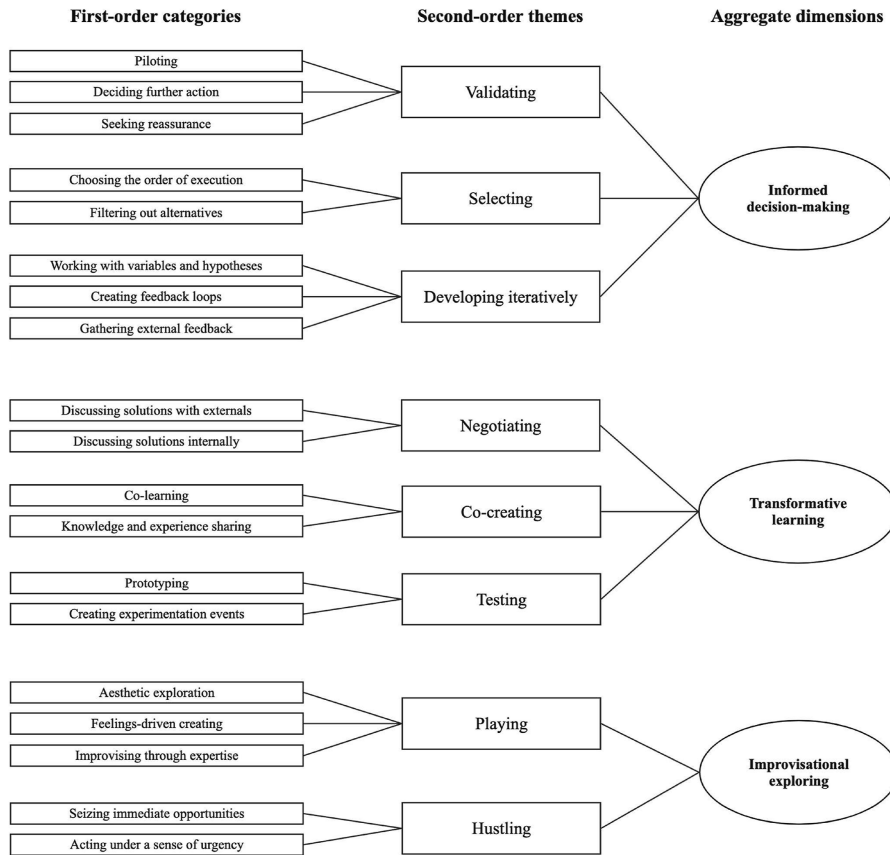 First-order categories Second-order themes Aggregate dimensions
Piloting
Deciding further action
Seeking reassurance
Validating
Choosing the order of execution
Filtering out alternatives
Selecting
Working with variables and hypotheses
Creating feedback loops
Gathering external feedback
Developing iteratively
Informed
decision-making
Discussing solutions with externals
Discussing solutions internally
Negotiating
Co-learning
Knowledge and experience sharing
Co-creating
Prototyping
Creating experimentation events
Testing
Transformative
learning
Aesthetic exploration
Feelings-driven creating
Improvising through expertise
Playing
Seizing immediate opportunities
Acting under a sense of urgency
Hustling
Improvisational
exploring